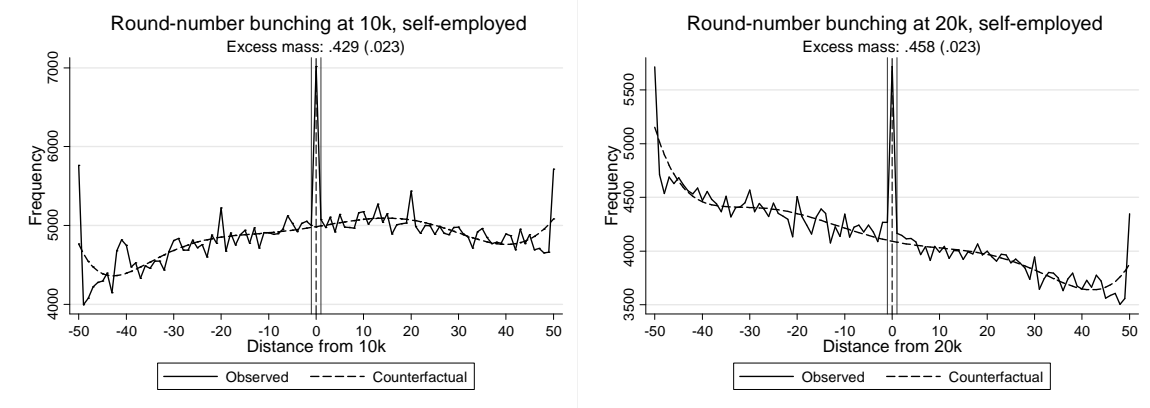 Round-number bunching at 10k, self-employed
Excess mass: .429 (.023)
Frequency
7000
6000
5000
4000
-50 -40 -30 -20 -10 0 10 20 30 40 50
Distance from 10k
Observed Counterfactual
Round-number bunching at 20k, self-employed
Excess mass: .458 (.023)
Frequency
5500
5000
4500
4000
3500
-50 -40 -30 -20 -10 0 10 20 30 40 50
Distance from 20k
Observed Counterfactual